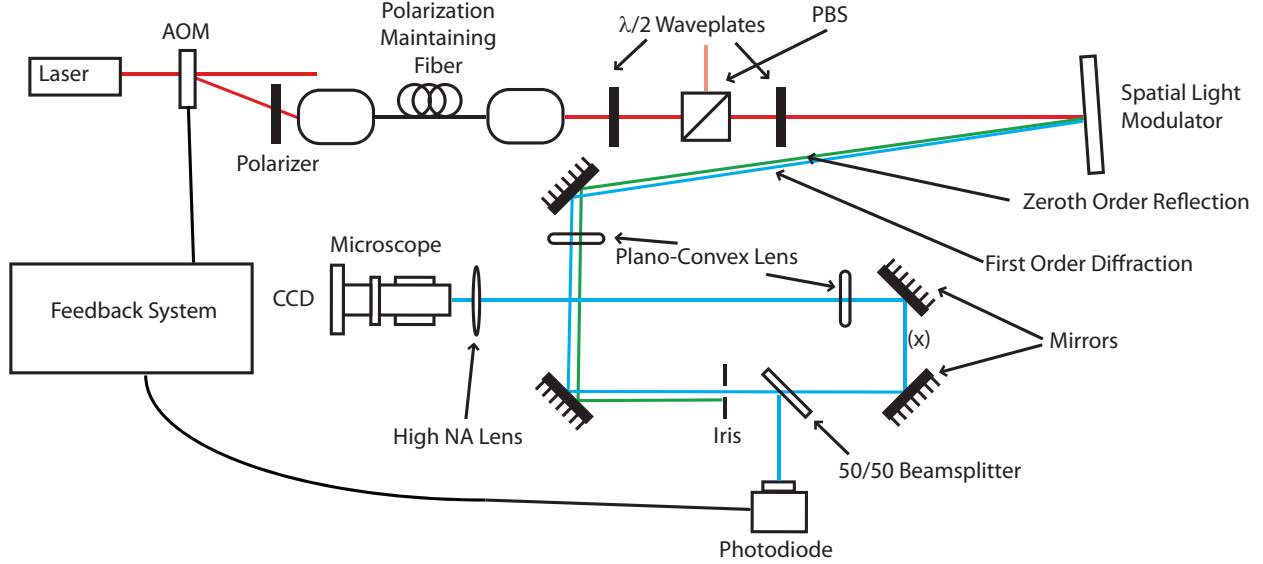 Polarization
Maintaining
Fiber
λ/2 Waveplates
PBS
AOM
Laser
Spatial Light
Modulator
Polarizer
Zeroth Order Reflection
Microscope
Plano-Convex Lens
First Order Diffraction
CCD
Feedback System
(x)
Mirrors
High NA Lens
Iris
50/50 Beamsplitter
Photodiode